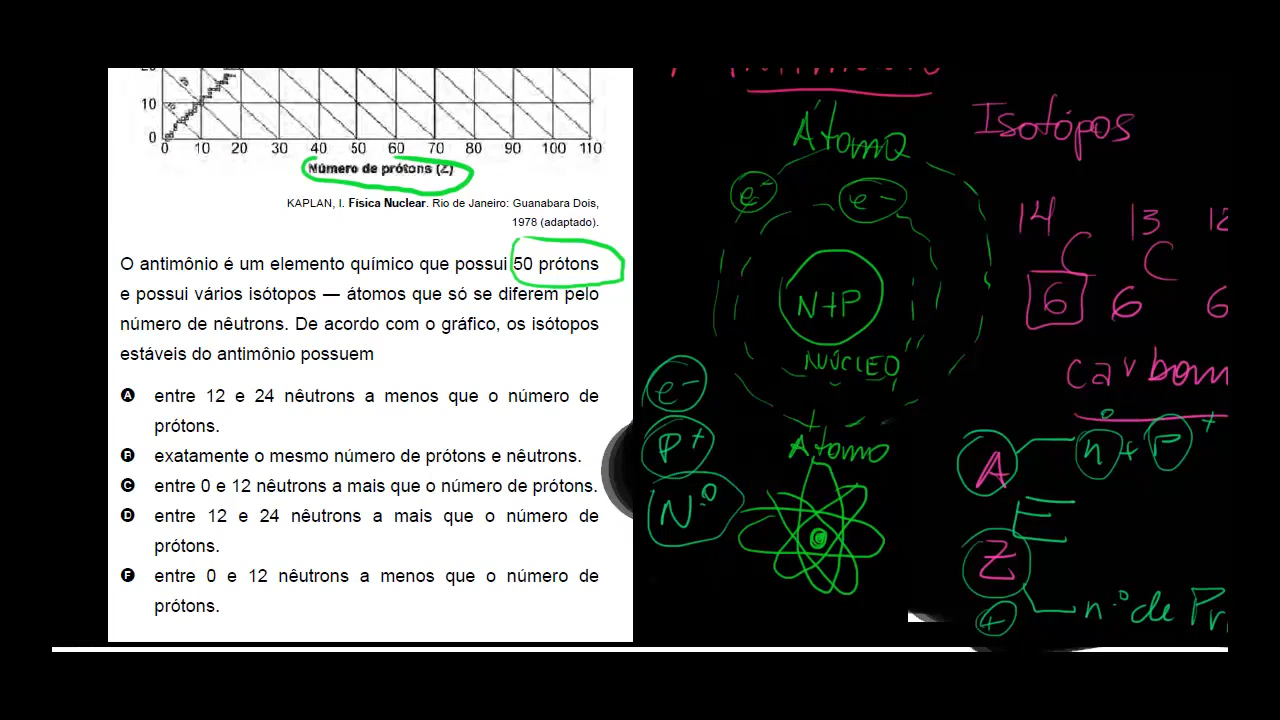 10
0
0 10 20 30 40 50 60 70 80 90 100 110
Número de prótons (Z)
KAPLAN, I. Física Nuclear. Rio de Janeiro: Guanabara Dois,
1978 (adaptado).
O antimônio é um elemento químico que possui 50 prótons
e possui vários isótopos — átomos que só se diferem pelo
número de nêutrons. De acordo com o gráfico, os isótopos
estáveis do antimônio possuem
A entre 12 e 24 nêutrons a menos que o número de
prótons.
B exatamente o mesmo número de prótons e nêutrons.
C entre 0 e 12 nêutrons a mais que o número de prótons.
D entre 12 e 24 nêutrons a mais que o número de
prótons.
E entre 0 e 12 nêutrons a menos que o número de
prótons.
Átomo
e- e-
N+P
NÚCLEO
e-
P+
N0
Atomo
Isotópos
14 13 12
C C
6 6 6
A n0 + P+
E
Z
+ n.º de Pr